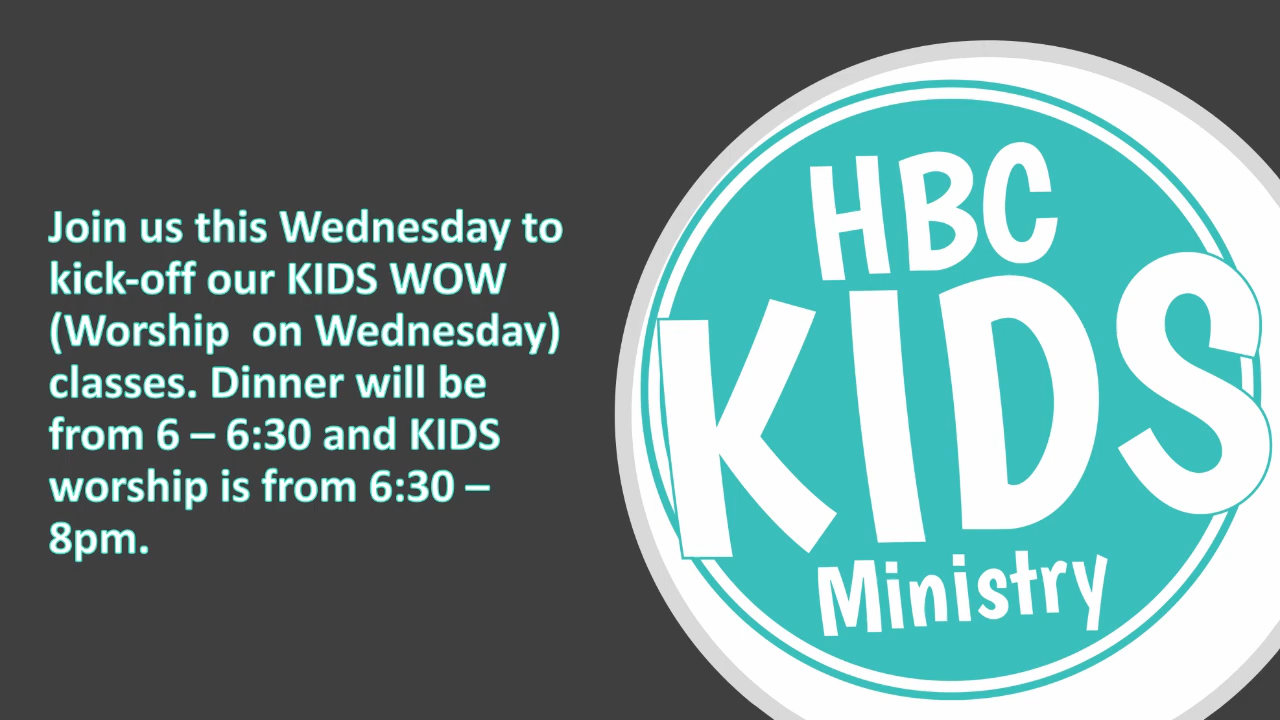 Join us this Wednesday to
kick-off our KIDS WOW
(Worship  on Wednesday)
classes. Dinner will be
from 6 – 6:30 and KIDS
worship is from 6:30 –
8pm.
HBC
KIDS
Ministry